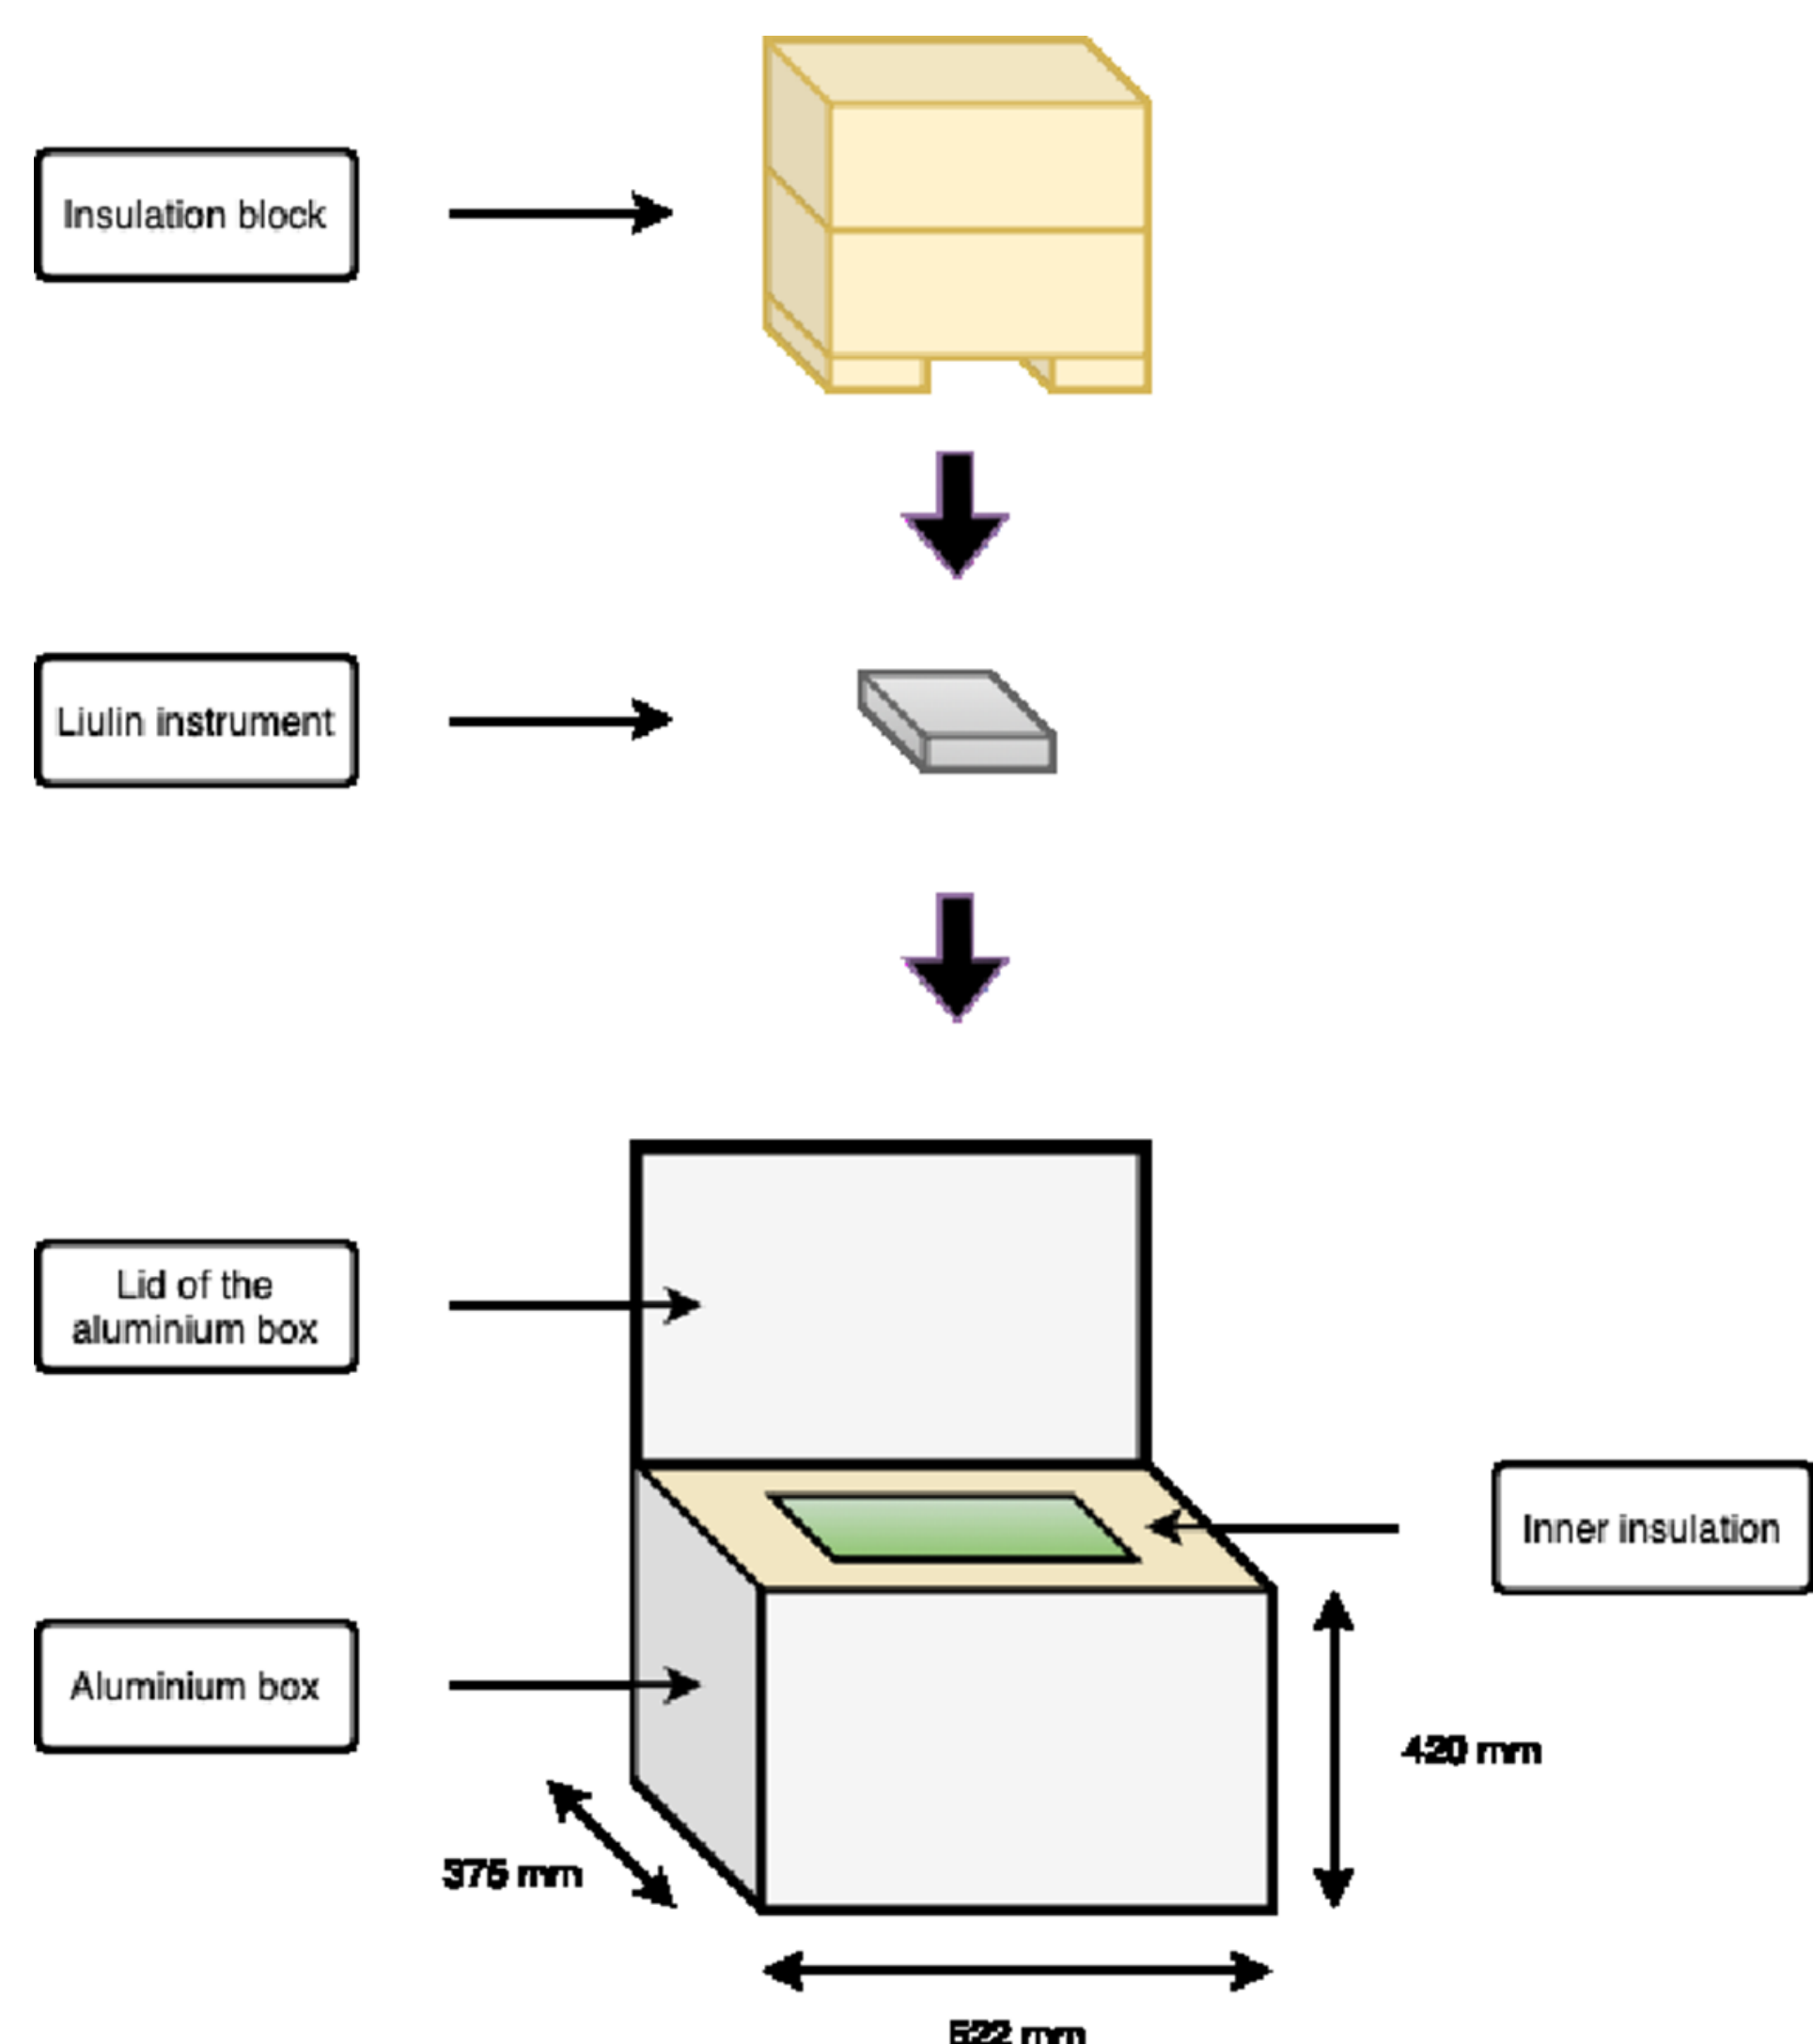 Insulation block
Liulin instrument
Lid of the
aluminium box
Inner insulation
Aluminium box
420 mm
375 mm
522 mm